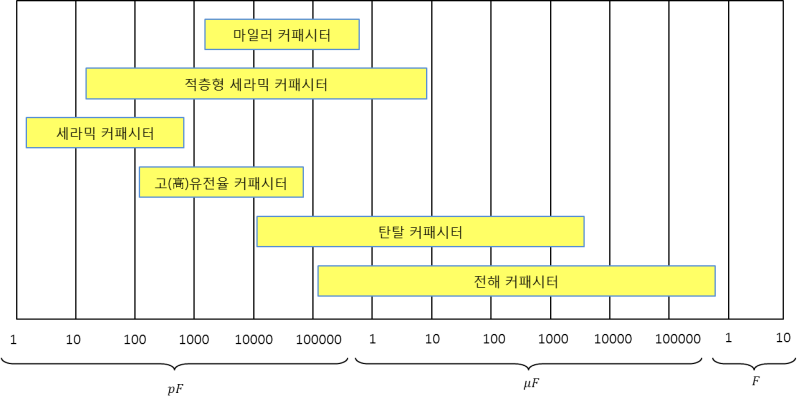 마일러 커패시터
적층형 세라믹 커패시터
세라믹 커패시터
고(高)유전율 커패시터
탄탈 커패시터
전해 커패시터
1 10 100 1000 10000 100000 1 10 100 1000 10000 100000 1 10
pF μF F